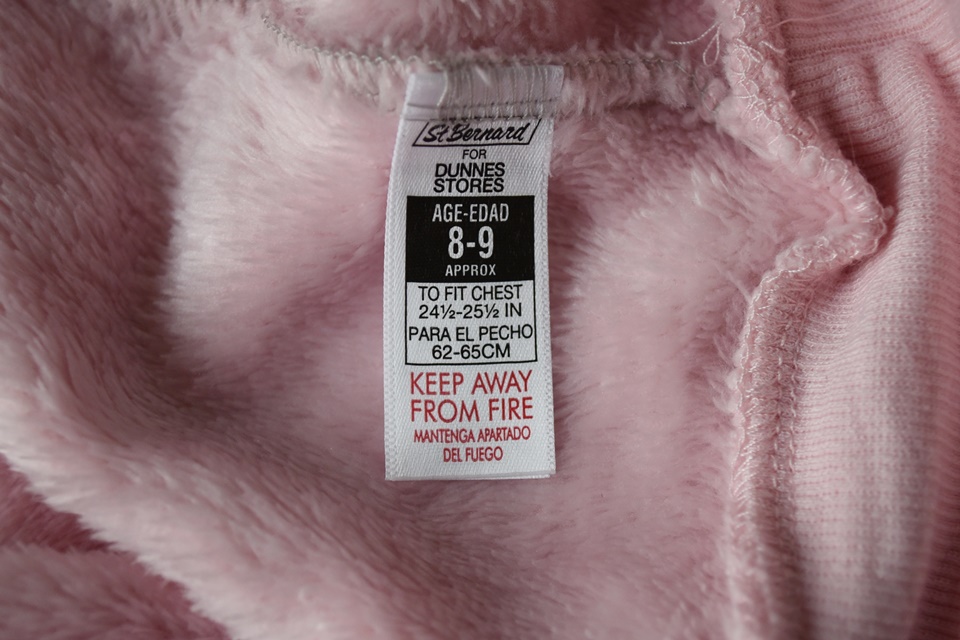 St Bernard
FOR
DUNNES
STORES
AGE-EDAD
8-9
APPROX
TO FIT CHEST
24½-25½ IN
PARA EL PECHO
62-65CM
KEEP AWAY
FROM FIRE
MANTENGA APARTADO
DEL FUEGO